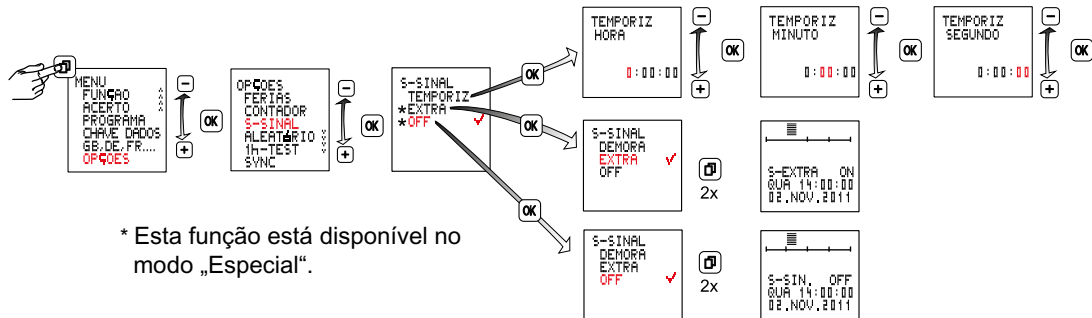 MENU
FUNÇAO
ACERTO
PROGRAMA
CHAVE DADOS
GB,DE,FR....
OPÇOES
−
+
OK
OPÇOES
FERIAS
CONTADOR
S-SINAL
ALEATÓRIO
1h-TEST
SYNC
−
+
OK
S-SINAL
TEMPORIZ
*EXTRA
*OFF
OK
OK
OK
TEMPORIZ
HORA
0:00:00
−
+
OK
TEMPORIZ
MINUTO
0:00:00
−
+
OK
TEMPORIZ
SEGUNDO
0:00:00
−
+
OK
S-SINAL
DEMORA
EXTRA
OFF
2x
S-EXTRA ON
QUA 14:00:00
02.NOV.2011
S-SINAL
DEMORA
EXTRA
OFF
2x
S-SIN. OFF
QUA 14:00:00
02.NOV.2011
* Esta função está disponível no
modo „Especial“.